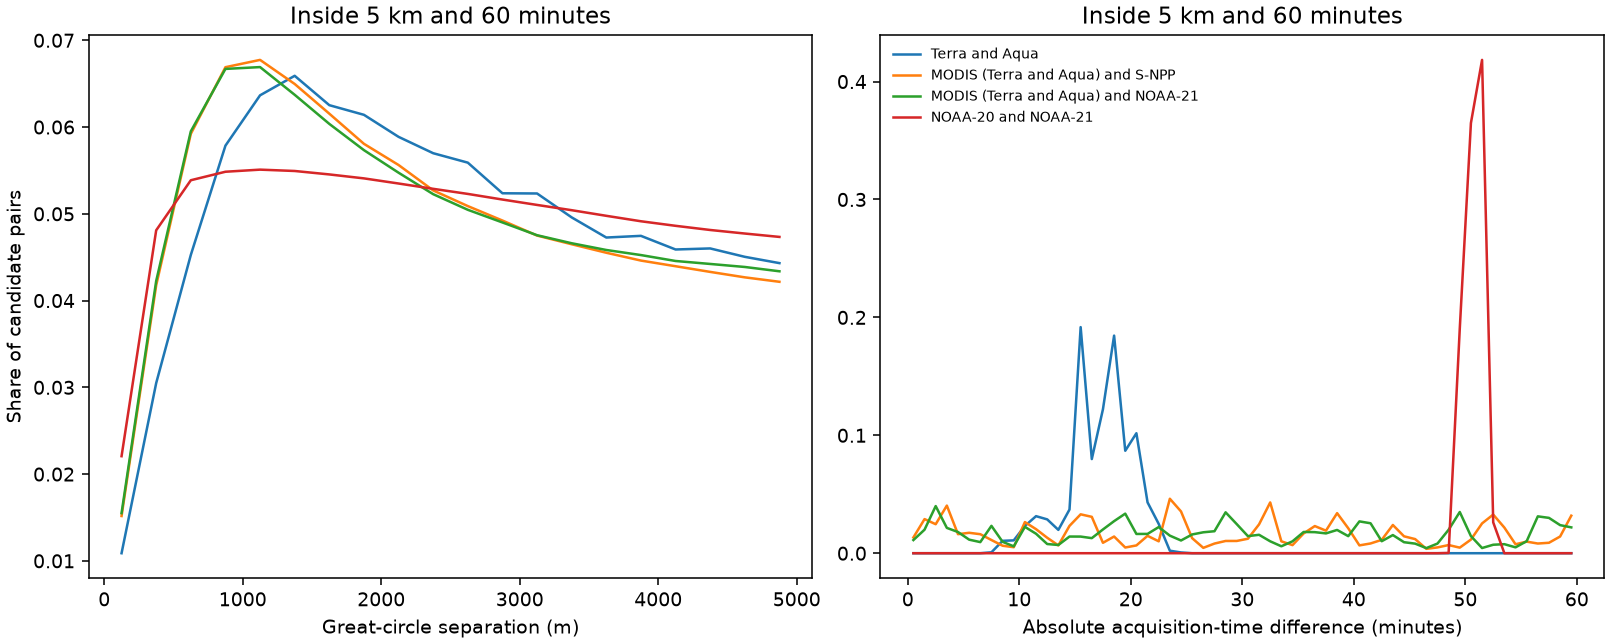 Inside 5 km and 60 minutes
0.07
0.06
0.05
0.04
0.03
0.02
0.01
Share of candidate pairs
0 1000 2000 3000 4000 5000
Great-circle separation (m)
Inside 5 km and 60 minutes
Terra and Aqua
MODIS (Terra and Aqua) and S-NPP
MODIS (Terra and Aqua) and NOAA-21
NOAA-20 and NOAA-21
0.4
0.3
0.2
0.1
0.0
0 10 20 30 40 50 60
Absolute acquisition-time difference (minutes)